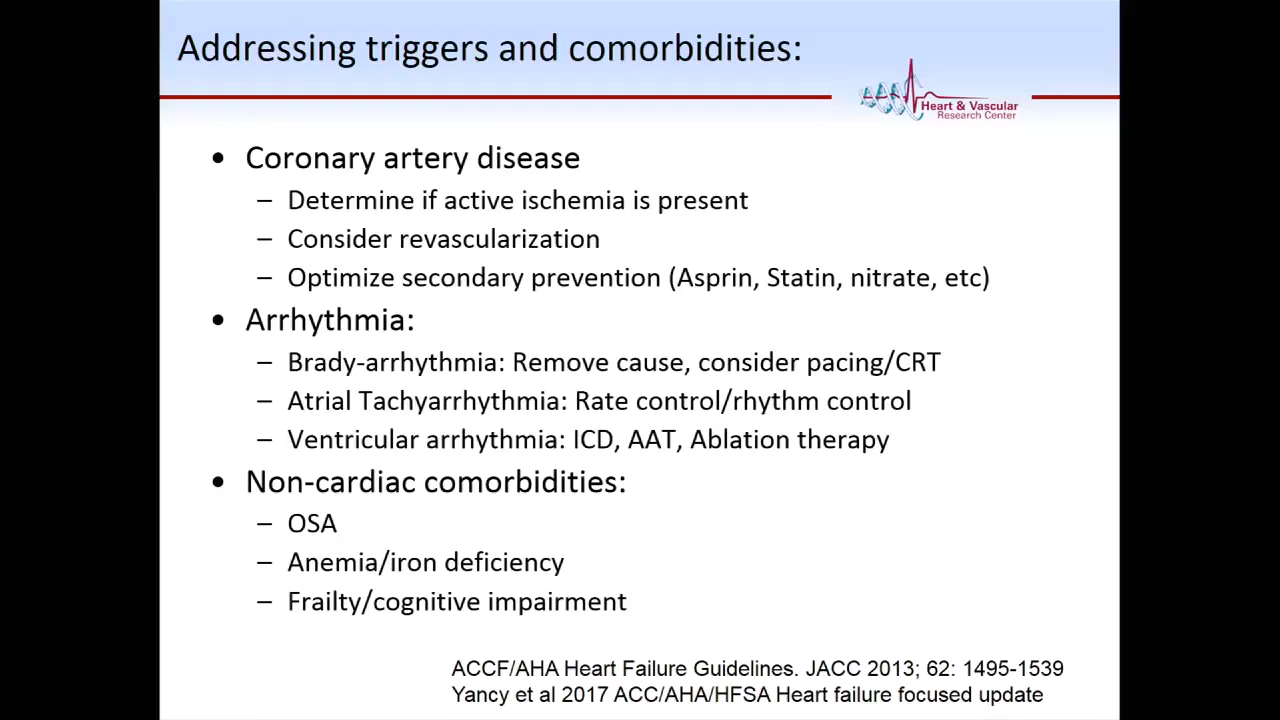 Addressing triggers and comorbidities:
Heart & Vascular
Research Center
• Coronary artery disease
– Determine if active ischemia is present
– Consider revascularization
– Optimize secondary prevention (Asprin, Statin, nitrate, etc)
• Arrhythmia:
– Brady-arrhythmia: Remove cause, consider pacing/CRT
– Atrial Tachyarrhythmia: Rate control/rhythm control
– Ventricular arrhythmia: ICD, AAT, Ablation therapy
• Non-cardiac comorbidities:
– OSA
– Anemia/iron deficiency
– Frailty/cognitive impairment
ACCF/AHA Heart Failure Guidelines. JACC 2013; 62: 1495-1539
Yancy et al 2017 ACC/AHA/HFSA Heart failure focused update